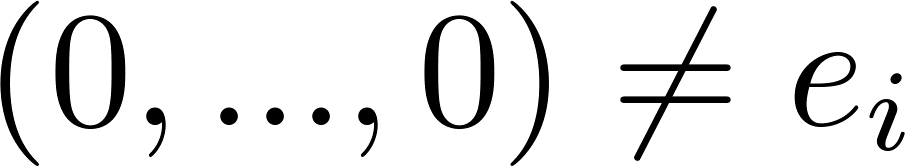 (0, ..., 0) ≠ e_i